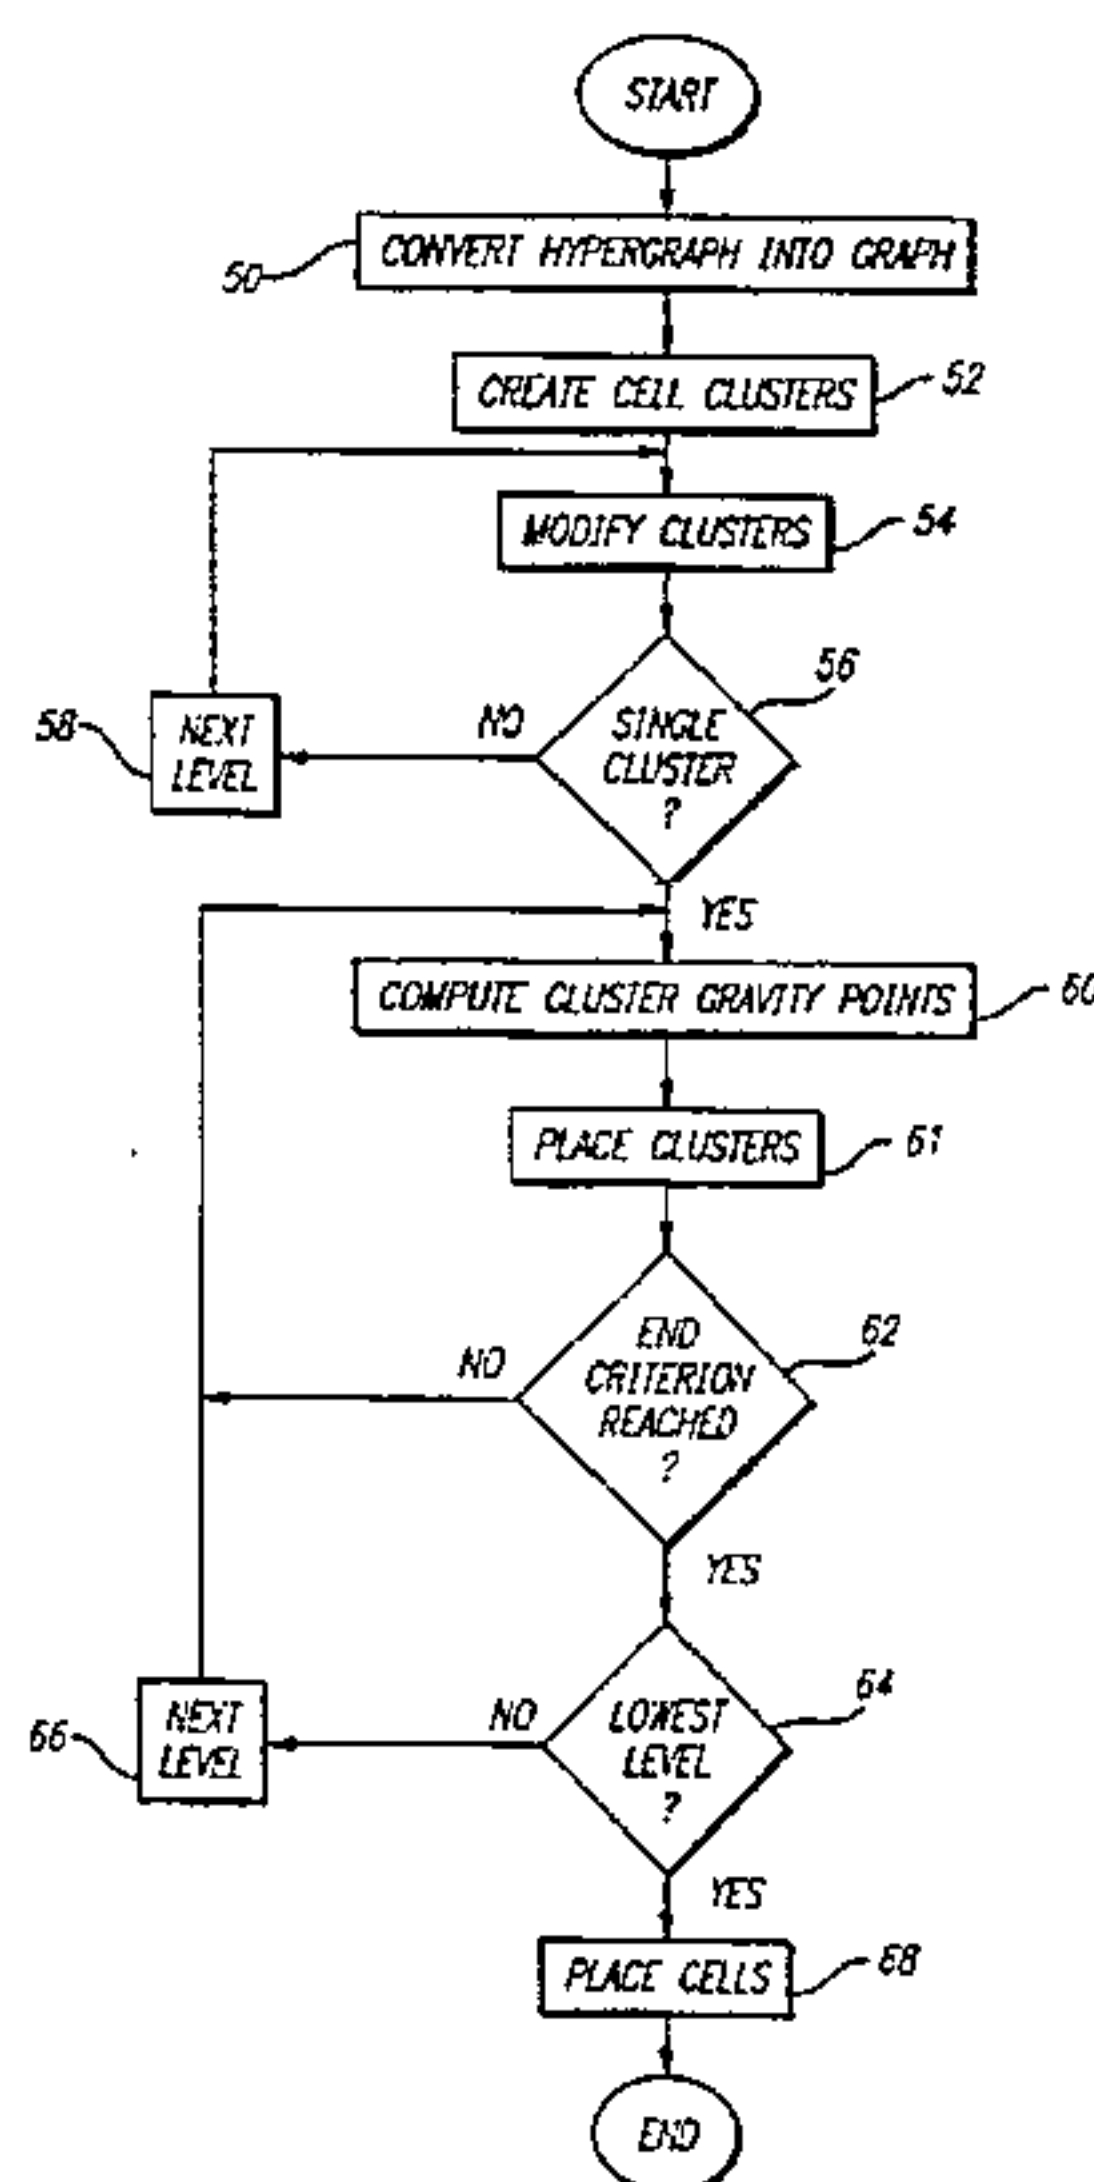 START
CONVERT HYPERGRAPH INTO GRAPH
50
CREATE CELL CLUSTERS
52
MODIFY CLUSTERS
54
56
SINGLE
CLUSTER
?
NO
58
NEXT
LEVEL
YES
COMPUTE CLUSTER GRAVITY POINTS
60
PLACE CLUSTERS
61
62
END
CRITERION
REACHED
?
NO
YES
64
LOWEST
LEVEL
?
NO
66
NEXT
LEVEL
YES
PLACE CELLS
68
END